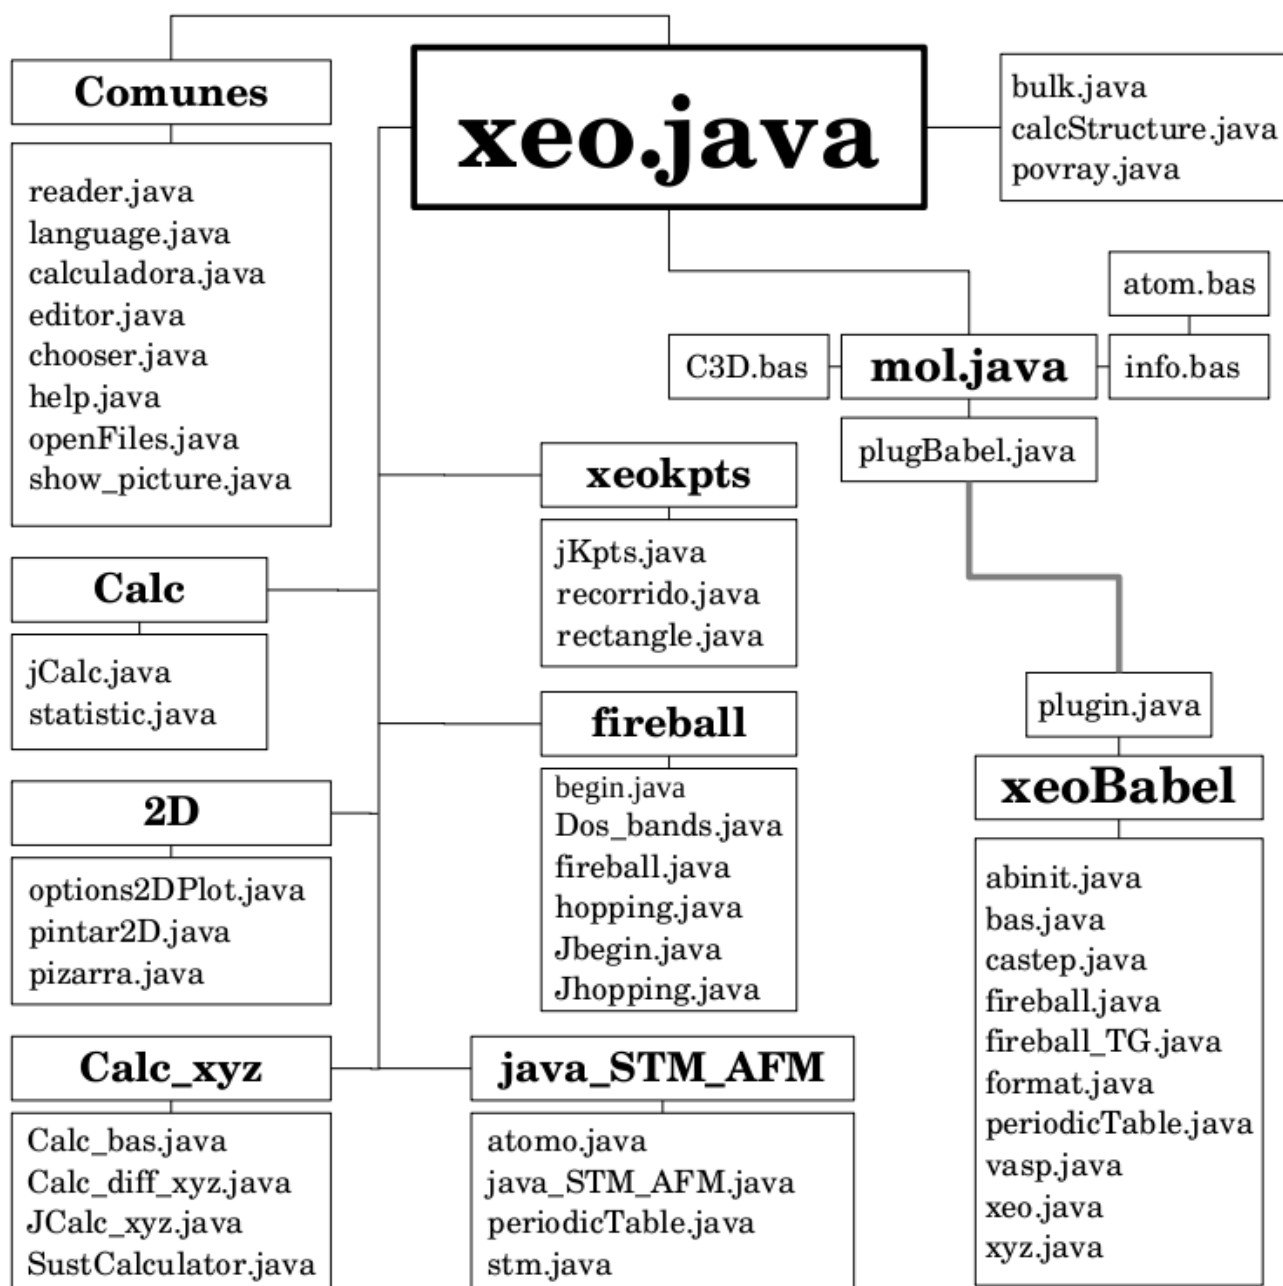 xeo.java
Comunes
reader.java
language.java
calculadora.java
editor.java
chooser.java
help.java
openFiles.java
show_picture.java
bulk.java
calcStructure.java
povray.java
atom.bas
C3D.bas
mol.java
info.bas
plugBabel.java
xeokpts
jKpts.java
recorrido.java
rectangle.java
Calc
jCalc.java
statistic.java
fireball
begin.java
Dos_bands.java
fireball.java
hopping.java
Jbegin.java
Jhopping.java
plugin.java
xeoBabel
abinit.java
bas.java
castep.java
fireball.java
fireball_TG.java
format.java
periodicTable.java
vasp.java
xeo.java
xyz.java
2D
options2DPlot.java
pintar2D.java
pizarra.java
Calc_xyz
Calc_bas.java
Calc_diff_xyz.java
JCalc_xyz.java
SustCalculator.java
java_STM_AFM
atomo.java
java_STM_AFM.java
periodicTable.java
stm.java